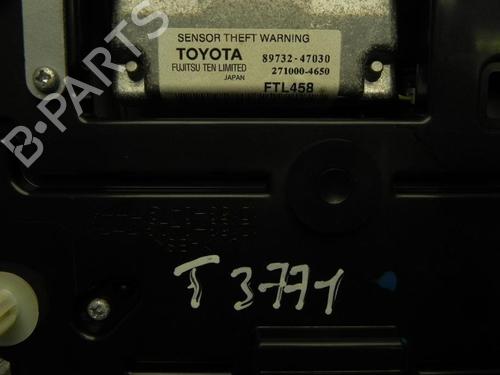 SENSOR THEFT WARNING
TOYOTA 89732-47030
FUJITSU TEN LIMITED 271000-4650
JAPAN
FTL458
B-PARTS
T 3771